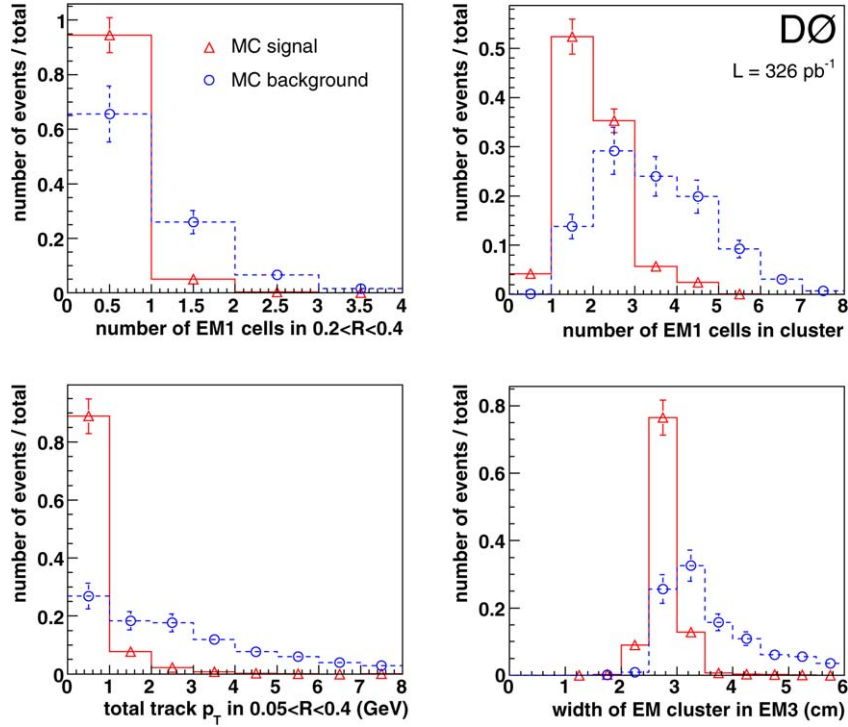 number of events / total
1
0.8
0.6
0.4
0.2
0
MC signal
MC background
0 0.5 1 1.5 2 2.5 3 3.5 4
number of EM1 cells in 0.2<R<0.4
number of events / total
0.5
0.4
0.3
0.2
0.1
0
DØ
L = 326 pb⁻¹
0 1 2 3 4 5 6 7 8
number of EM1 cells in cluster
number of events / total
0.8
0.6
0.4
0.2
0
0 1 2 3 4 5 6 7 8
total track p_T in 0.05<R<0.4 (GeV)
number of events / total
0.8
0.6
0.4
0.2
0
0 1 2 3 4 5 6
width of EM cluster in EM3 (cm)